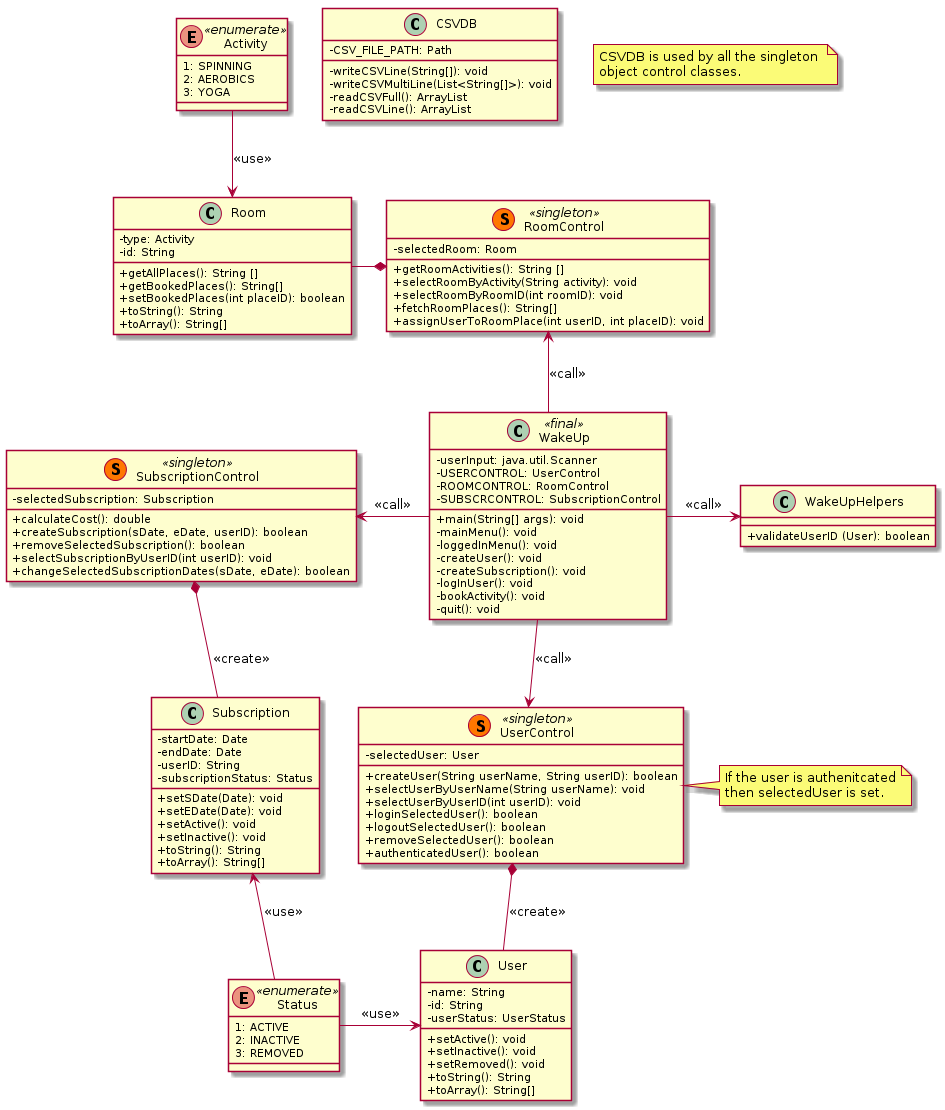 E «enumerate»
Activity
1: SPINNING
2: AEROBICS
3: YOGA
C CSVDB
-CSV_FILE_PATH: Path
-writeCSVLine(String[]): void
-writeCSVMultiLine(List<String[]>): void
-readCSVFull(): ArrayList
-readCSVLine(): ArrayList
CSVDB is used by all the singleton
object control classes.
«use»
C Room
-type: Activity
-id: String
+getAllPlaces(): String []
+getBookedPlaces(): String[]
+setBookedPlaces(int placeID): boolean
+toString(): String
+toArray(): String[]
S «singleton»
RoomControl
-selectedRoom: Room
+getRoomActivities(): String []
+selectRoomByActivity(String activity): void
+selectRoomByRoomID(int roomID): void
+fetchRoomPlaces(): String[]
+assignUserToRoomPlace(int userID, int placeID): void
«call»
C «final»
WakeUp
-userInput: java.util.Scanner
-USERCONTROL: UserControl
-ROOMCONTROL: RoomControl
-SUBSCRCONTROL: SubscriptionControl
+main(String[] args): void
-mainMenu(): void
-loggedInMenu(): void
-createUser(): void
-createSubscription(): void
-logInUser(): void
-bookActivity(): void
-quit(): void
S «singleton»
SubscriptionControl
-selectedSubscription: Subscription
+calculateCost(): double
+createSubscription(sDate, eDate, userID): boolean
+removeSelectedSubscription(): boolean
+selectSubscriptionByUserID(int userID): void
+changeSelectedSubscriptionDates(sDate, eDate): boolean
«call»
«call»
C WakeUpHelpers
+validateUserID (User): boolean
«create»
«call»
C Subscription
-startDate: Date
-endDate: Date
-userID: String
-subscriptionStatus: Status
+setSDate(Date): void
+setEDate(Date): void
+setActive(): void
+setInactive(): void
+toString(): String
+toArray(): String[]
S «singleton»
UserControl
-selectedUser: User
+createUser(String userName, String userID): boolean
+selectUserByUserName(String userName): void
+selectUserByUserID(int userID): void
+loginSelectedUser(): boolean
+logoutSelectedUser(): boolean
+removeSelectedUser(): boolean
+authenticatedUser(): boolean
If the user is authenitcated
then selectedUser is set.
«use»
«create»
E «enumerate»
Status
1: ACTIVE
2: INACTIVE
3: REMOVED
«use»
C User
-name: String
-id: String
-userStatus: UserStatus
+setActive(): void
+setInactive(): void
+setRemoved(): void
+toString(): String
+toArray(): String[]